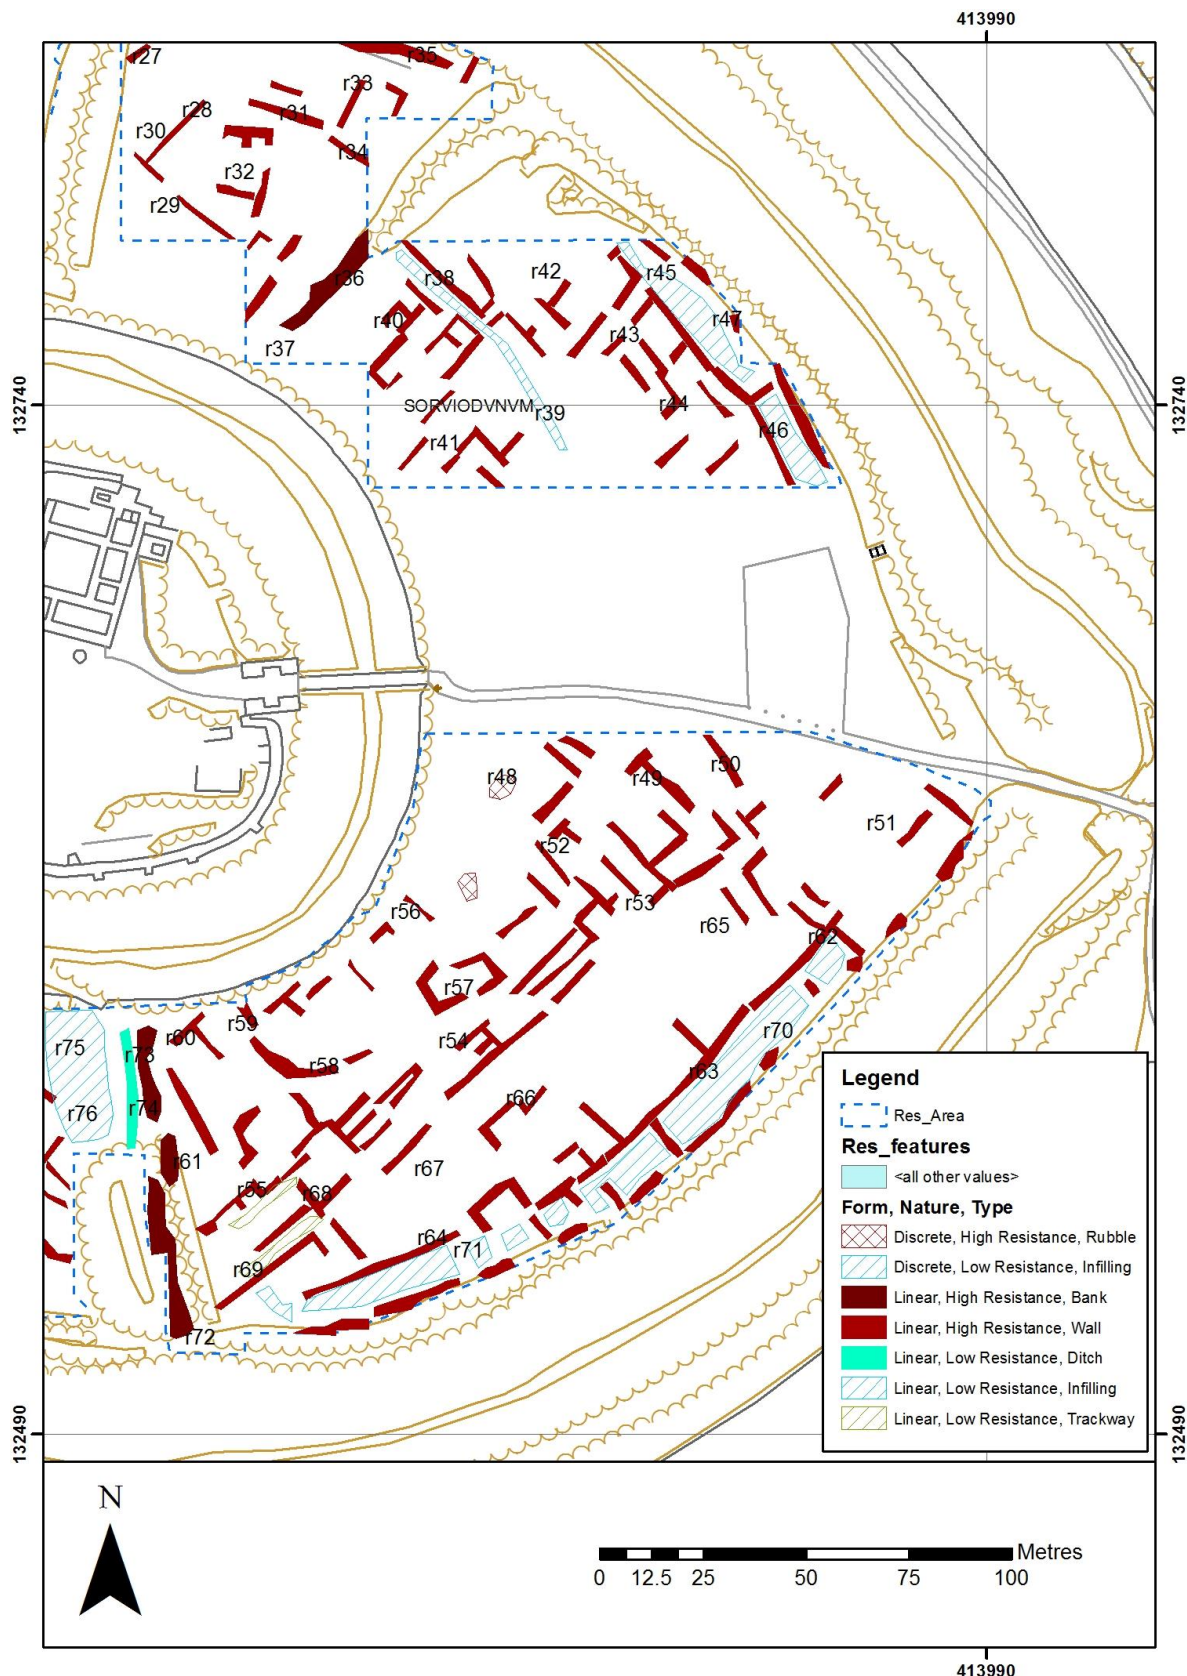 413990
r27
r35
r33
r28
r31
r30
r34
r32
r29
r36
r38
r42
r45
r40
r47
r43
r37
132740
132740
SORVIODVNVM
r39
r44
r41
r46
r48
r49
r50
r51
r52
r53
r56
r65
r62
r57
r59
r60
r54
r70
r75
r73
r58
r63
r76
r74
r66
r61
r67
r55
r68
r64
r71
r69
r72
Legend
Res_Area
Res_features
<all other values>
Form, Nature, Type
Discrete, High Resistance, Rubble
Discrete, Low Resistance, Infilling
Linear, High Resistance, Bank
Linear, High Resistance, Wall
Linear, Low Resistance, Ditch
Linear, Low Resistance, Infilling
Linear, Low Resistance, Trackway
132490
132490
N
Metres
0 12.5 25 50 75 100
413990